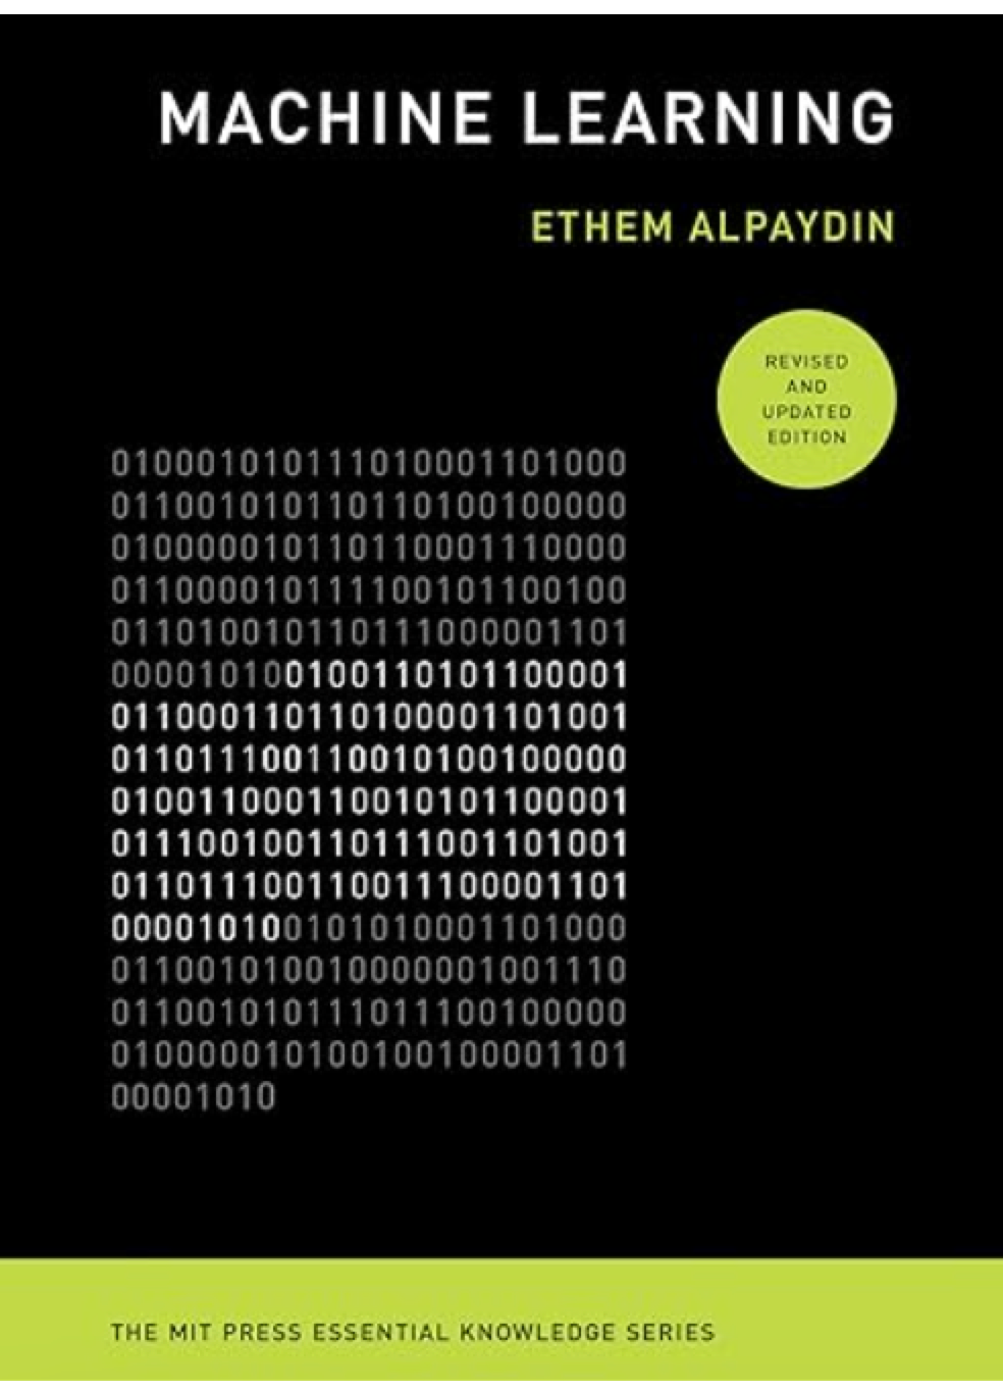 MACHINE LEARNING
ETHEM ALPAYDIN
REVISED
AND
UPDATED
EDITION
010001010111010001101000
011001010110110100100000
010000010110110001110000
011000010111100101100100
011010010110111000001101
000010100100110101100001
011000110110100001101001
011011100110010100100000
010011000110010101100001
011100100110111001101001
011011100110011100001101
000010100101010001101000
011001010010000001001110
011001010111011100100000
010000010100100100001101
00001010
THE MIT PRESS ESSENTIAL KNOWLEDGE SERIES